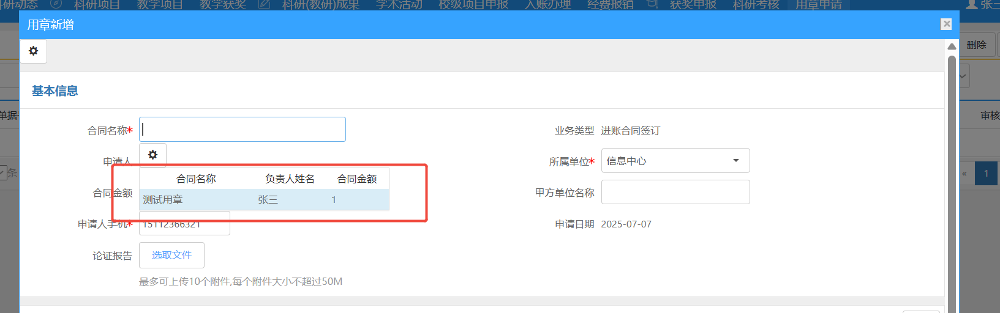 研动态 科研项目 教学项目 教学获奖 科研(教研)成果 学术活动 校级项目申报 入账办理 经费报销 获奖申报 科研考核 用章申请 张三
用章新增
删除
基本信息
单据
审核
合同名称*
业务类型 进账合同签订
申请人
所属单位* 信息中心
条
« 1
合同名称 负责人姓名 合同金额
合同金额
甲方单位名称
测试用章 张三 1
申请人手机* 15112366321
申请日期 2025-07-07
论证报告 选取文件
最多可上传10个附件,每个附件大小不超过50M